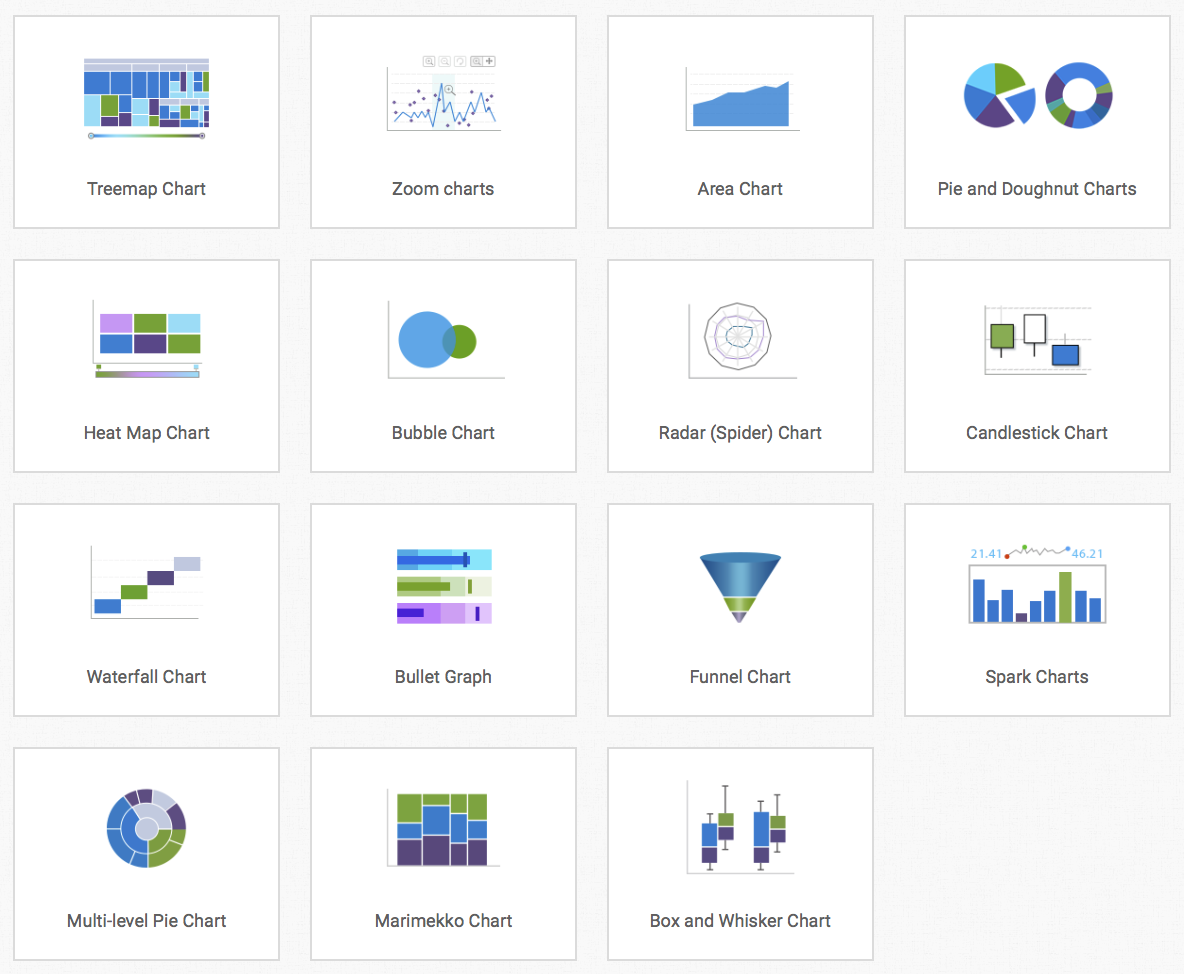 Treemap Chart
Zoom charts
Area Chart
Pie and Doughnut Charts
Heat Map Chart
Bubble Chart
Radar (Spider) Chart
Candlestick Chart
21.41 46.21
Waterfall Chart
Bullet Graph
Funnel Chart
Spark Charts
Multi-level Pie Chart
Marimekko Chart
Box and Whisker Chart